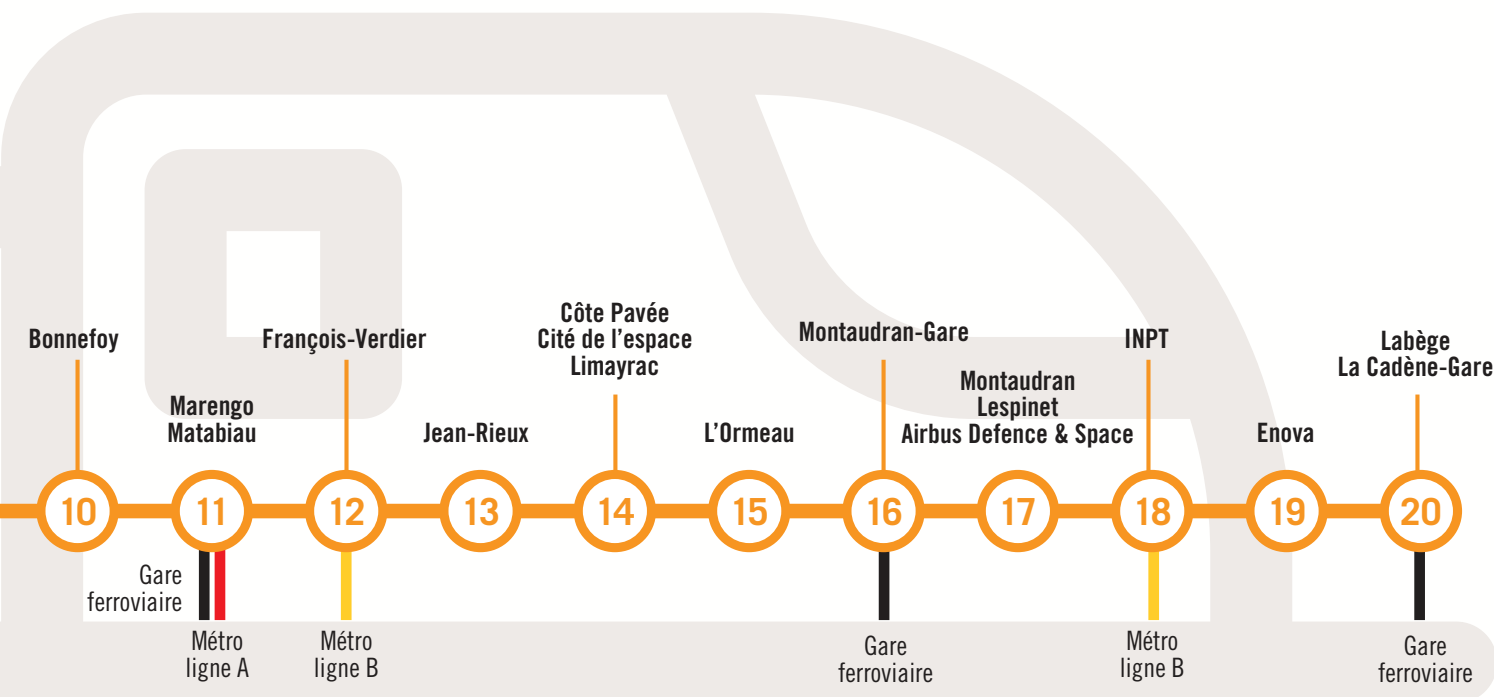 Bonnefoy
Marengo
Matabiau
François-Verdier
Jean-Rieux
Côte Pavée
Cité de l’espace
Limayrac
L’Ormeau
Montaudran-Gare
Montaudran
Lespinet
Airbus Defence & Space
INPT
Enova
Labège
La Cadène-Gare
10
11
12
13
14
15
16
17
18
19
20
Gare
ferroviaire
Métro
ligne A
Métro
ligne B
Gare
ferroviaire
Métro
ligne B
Gare
ferroviaire